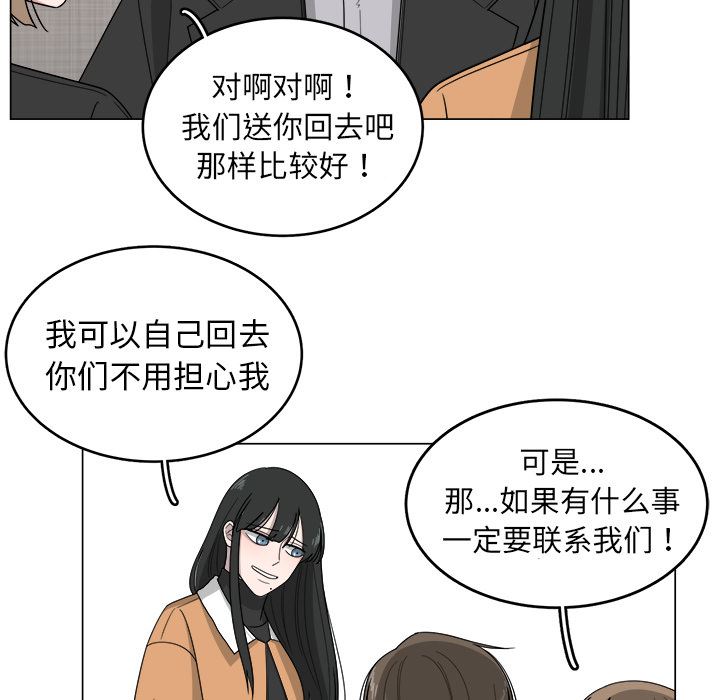 对啊对啊！
我们送你回去吧
那样比较好！
我可以自己回去
你们不用担心我
可是...
那...如果有什么事
一定要联系我们！